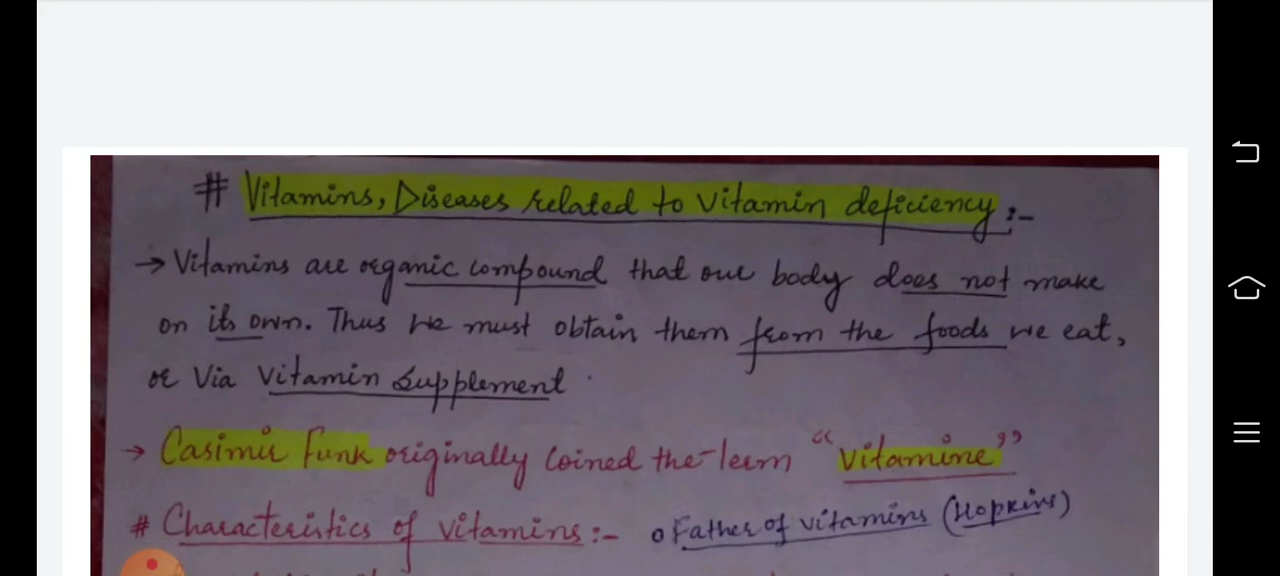 # Vitamins, Diseases related to vitamin deficiency :-
→ Vitamins are organic compound that our body does not make
on its own. Thus we must obtain them from the foods we eat,
or Via Vitamin Supplement
→ Casimir Funk originally coined the term "vitamine"
# Characteristics of vitamins :- o Father of vitamins (Hopkins)